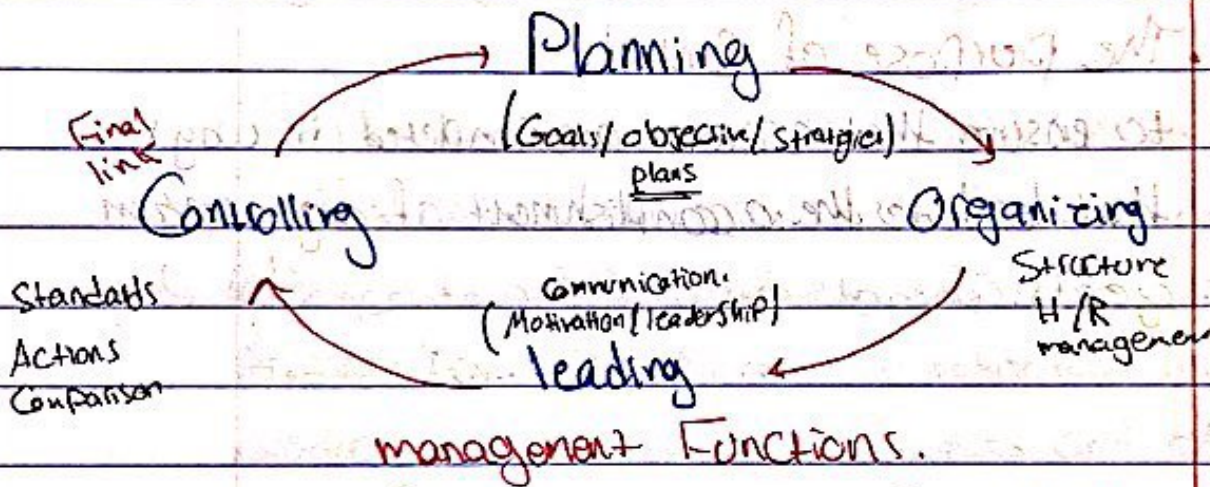 Planning
(Goals/objective/strargies)
plans
Final
link
Controlling
Organizing
Structure
H/R
management
Communication.
(Motivation/leadership)
leading
Standards
Actions
Comparison
management Functions.